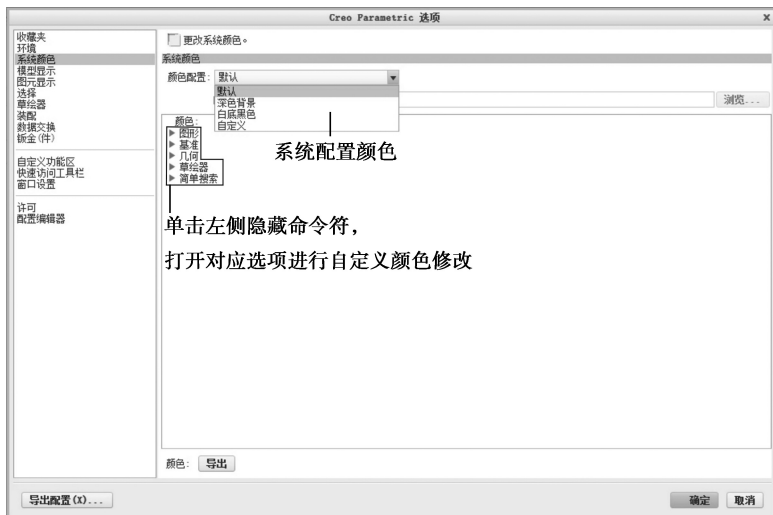 Creo Parametric 选项
x
收藏夹
环境
系统颜色
模型显示
图元显示
选择
草绘器
装配
数据交换
钣金(件)
自定义功能区
快速访问工具栏
窗口设置
许可
配置编辑器
更改系统颜色。
系统颜色
颜色配置: 默认
默认
深色背景
白底黑色
自定义
浏览...
颜色:
图形
基准
几何
草绘器
简单搜索
系统配置颜色
单击左侧隐藏命令符，
打开对应选项进行自定义颜色修改
颜色: 导出
导出配置(X)...
确定
取消